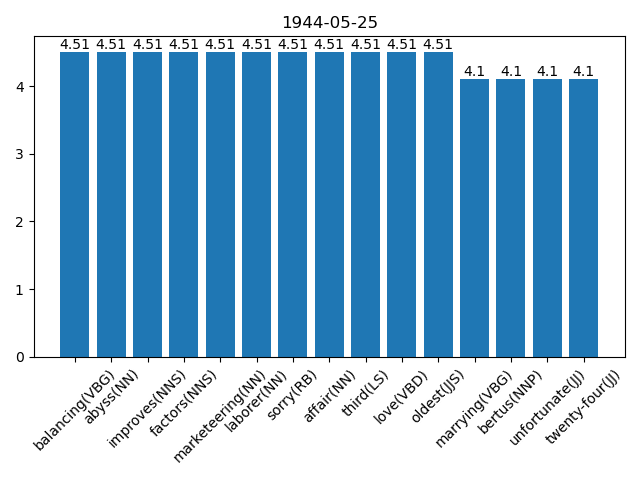 1944-05-25
4.51 4.51 4.51 4.51 4.51 4.51 4.51 4.51 4.51 4.51 4.51
4.1 4.1 4.1 4.1
4
3
2
1
0
balancing(VBG)
abyss(NN)
improves(NNS)
factors(NNS)
marketeering(NN)
laborer(NN)
sorry(RB)
affair(NN)
third(LS)
love(VBD)
oldest(JJS)
marrying(VBG)
bertus(NNP)
unfortunate(JJ)
twenty-four(JJ)